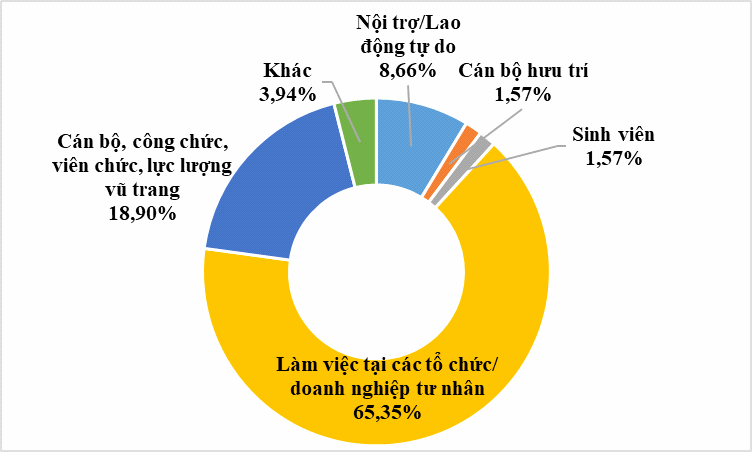 Nội trợ/Lao
động tự do
8,66%
Cán bộ hưu trí
1,57%
Sinh viên
1,57%
Làm việc tại các tổ chức/
doanh nghiệp tư nhân
65,35%
Cán bộ, công chức,
viên chức, lực lượng
vũ trang
18,90%
Khác
3,94%